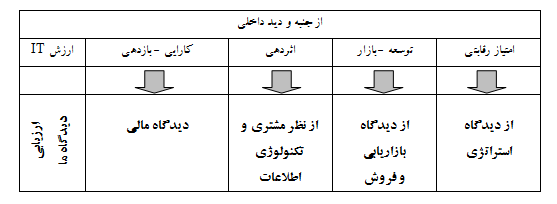 از جنبه و دید داخلی
ارزش IT
کارایی - بازدهی
اثردهی
توسعه - بازار
امتیاز رقابتی
ارزیابی
دیدگاه ها
دیدگاه مالی
از نظر مشتری و
تکنولوژی
اطلاعات
از دیدگاه
بازاریابی
و فروش
از دیدگاه
استراتژی